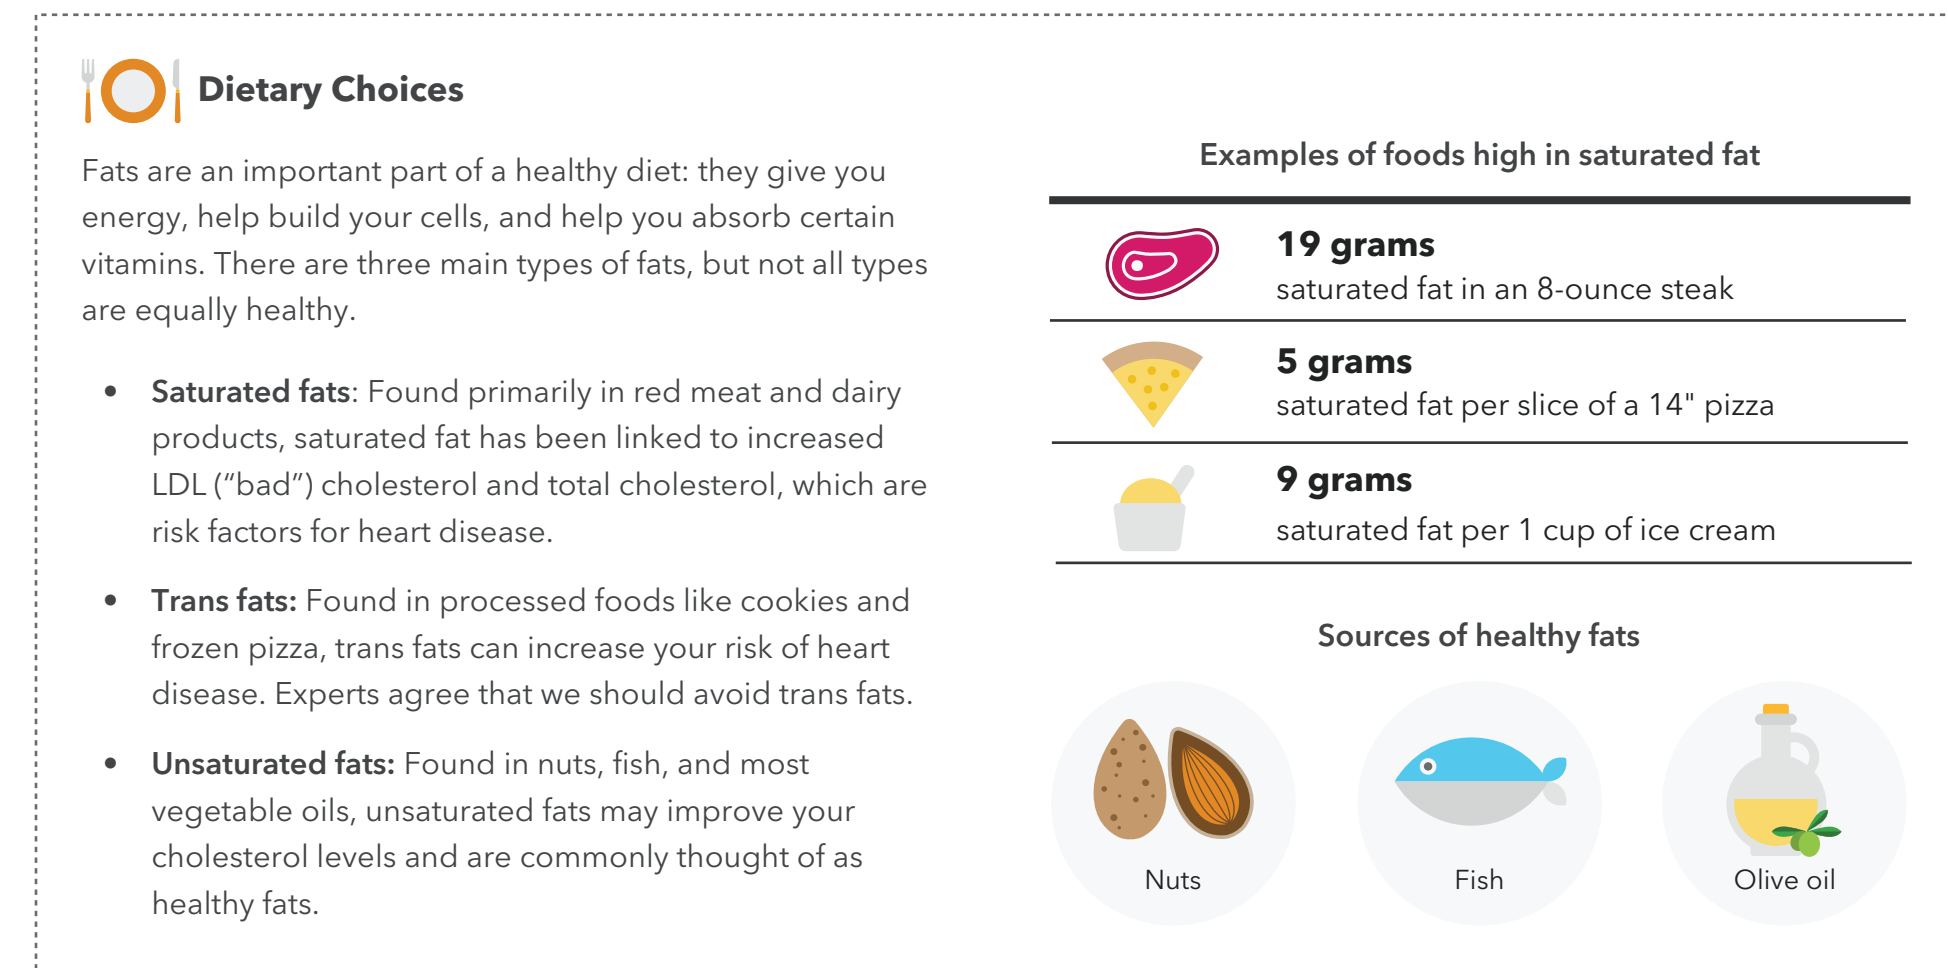 Dietary Choices
Fats are an important part of a healthy diet: they give you
energy, help build your cells, and help you absorb certain
vitamins. There are three main types of fats, but not all types
are equally healthy.
• Saturated fats: Found primarily in red meat and dairy
products, saturated fat has been linked to increased
LDL (“bad”) cholesterol and total cholesterol, which are
risk factors for heart disease.
• Trans fats: Found in processed foods like cookies and
frozen pizza, trans fats can increase your risk of heart
disease. Experts agree that we should avoid trans fats.
• Unsaturated fats: Found in nuts, fish, and most
vegetable oils, unsaturated fats may improve your
cholesterol levels and are commonly thought of as
healthy fats.
Examples of foods high in saturated fat
19 grams
saturated fat in an 8-ounce steak
5 grams
saturated fat per slice of a 14" pizza
9 grams
saturated fat per 1 cup of ice cream
Sources of healthy fats
Nuts
Fish
Olive oil